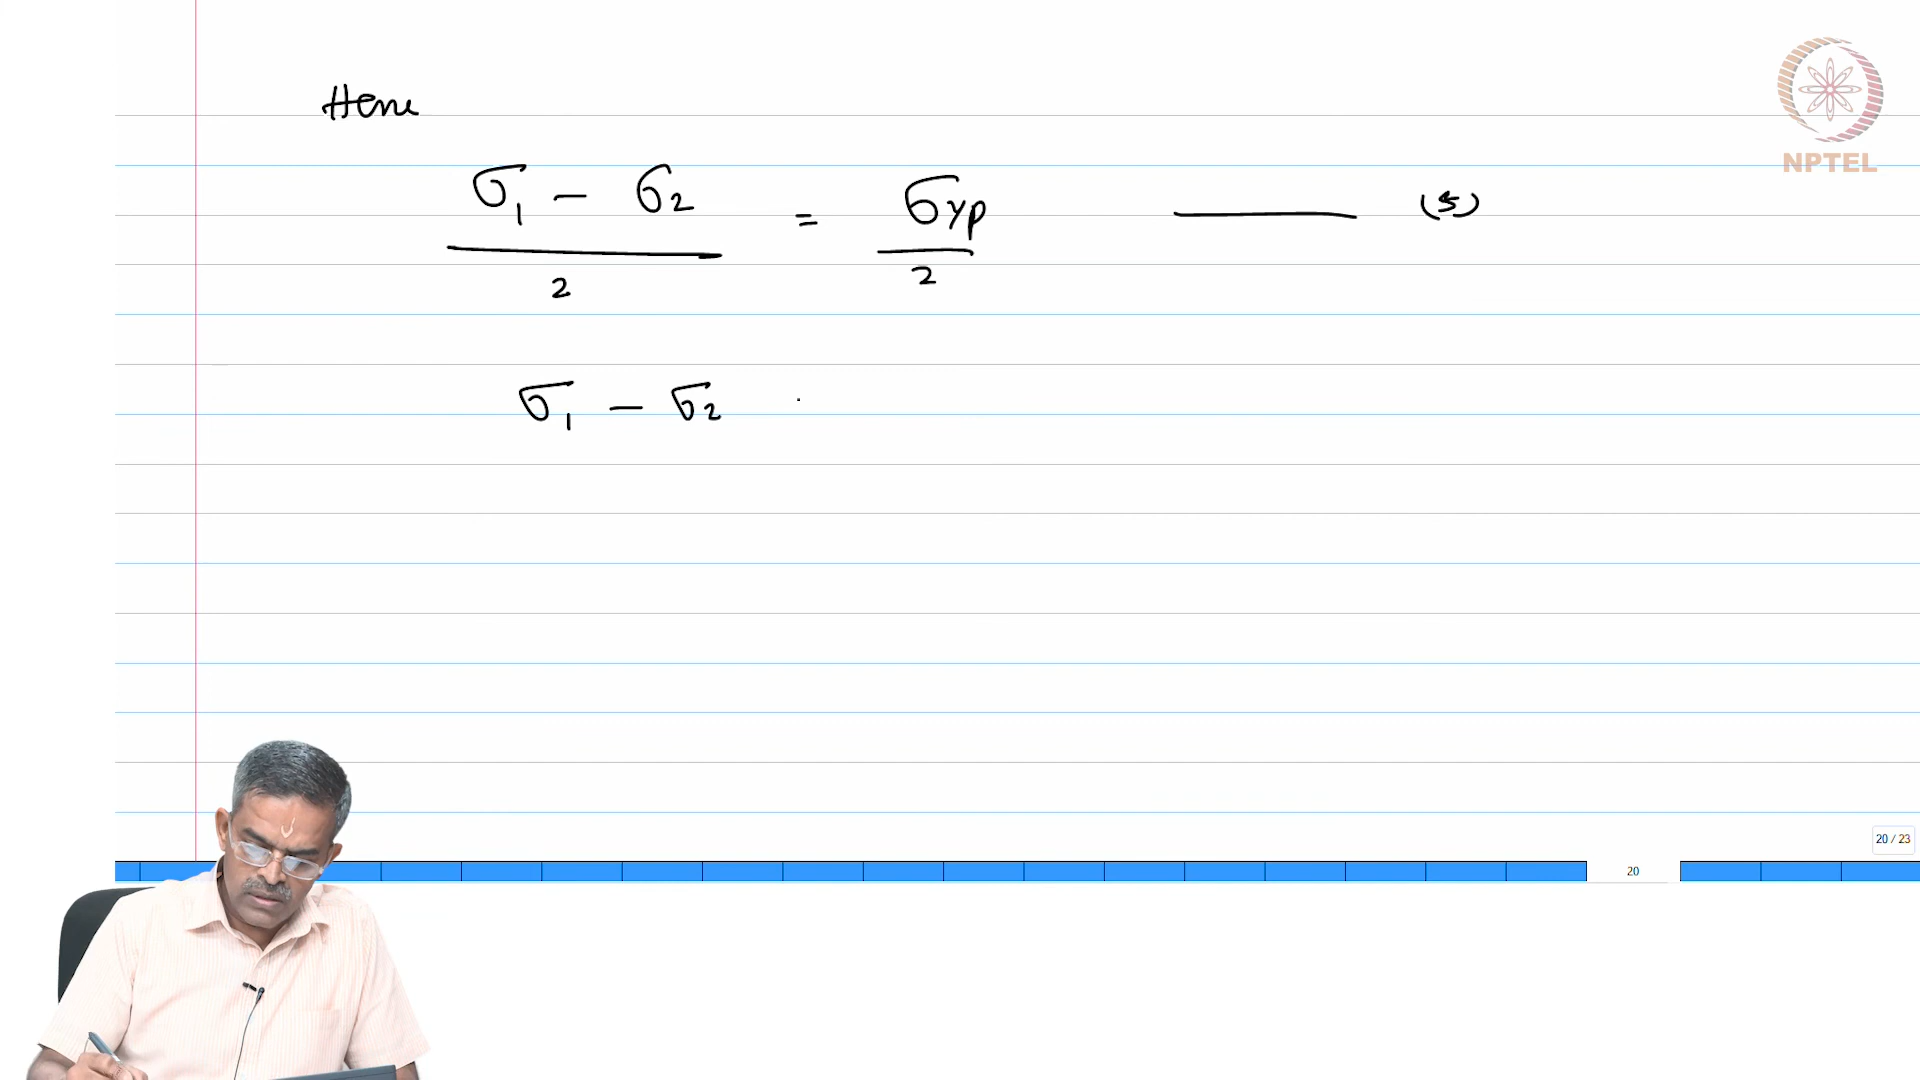 Hence
σ₁ - σ₂ / 2 = σyp / 2 ——— (5)
σ₁ - σ₂
NPTEL
20 / 23
20